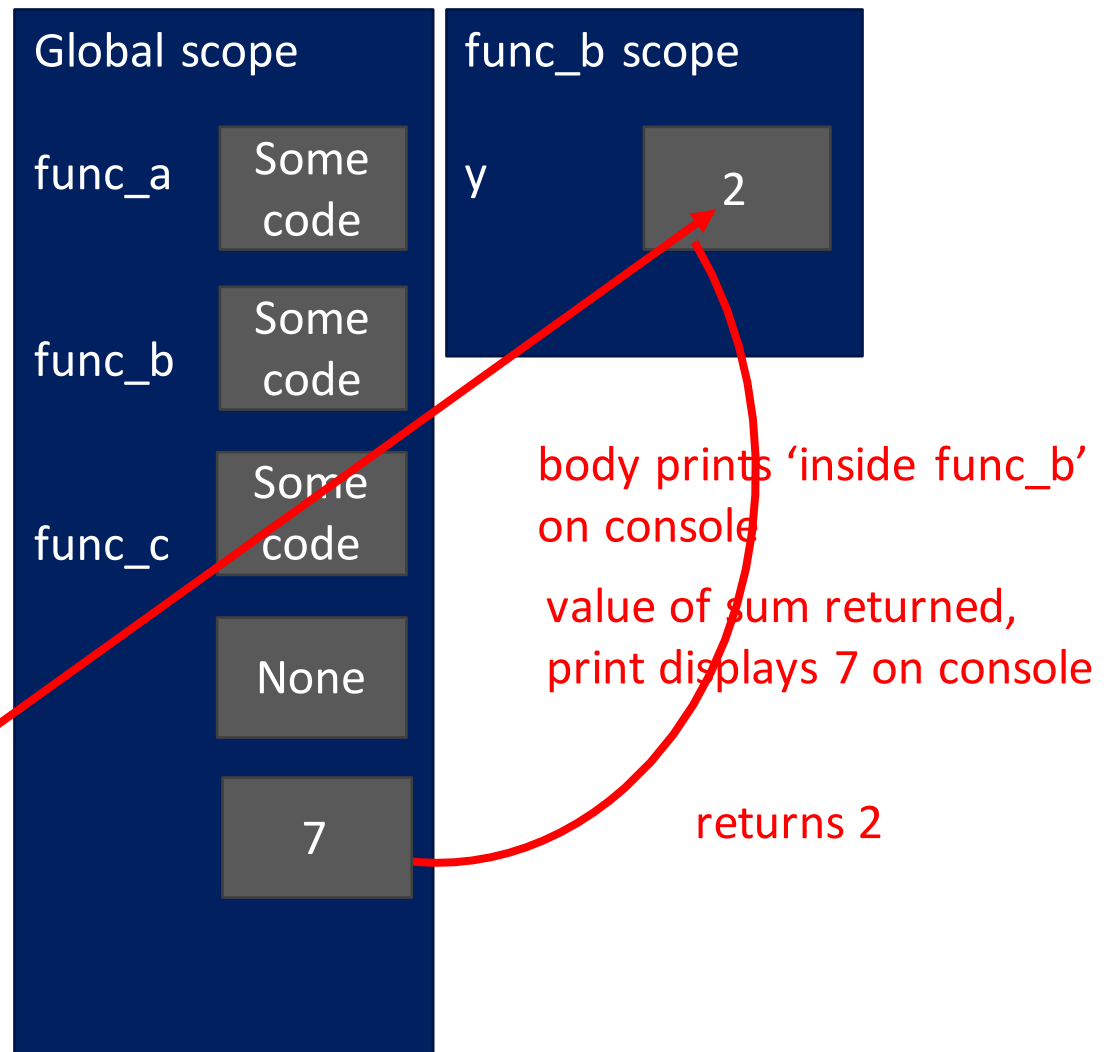 Global scope
func_a
Some
code
func_b
Some
code
func_c
Some
code
None
7
func_b scope
y
2
body prints ‘inside func_b’
on console
value of sum returned,
print displays 7 on console
returns 2